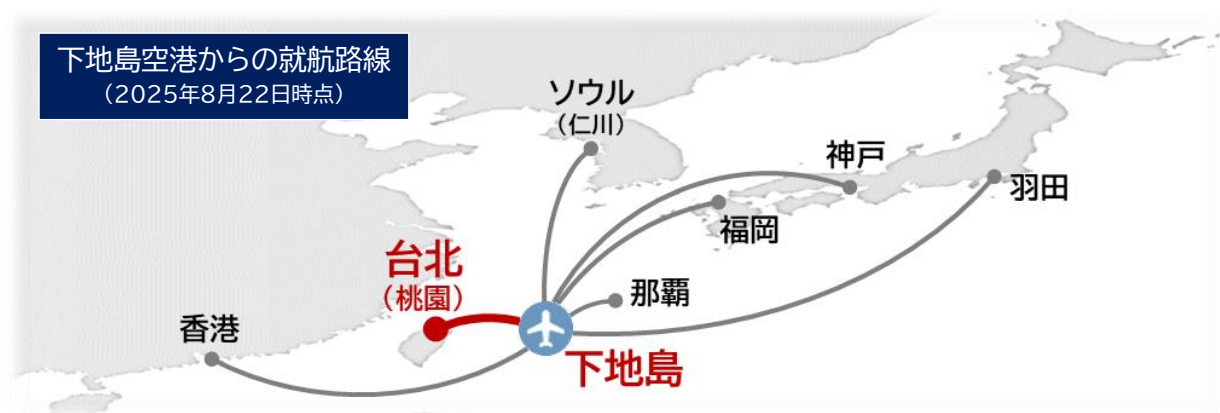 下地島空港からの就航路線
（2025年8月22日時点）
ソウル
（仁川）
神戸
羽田
福岡
台北
（桃園）
那覇
香港
下地島